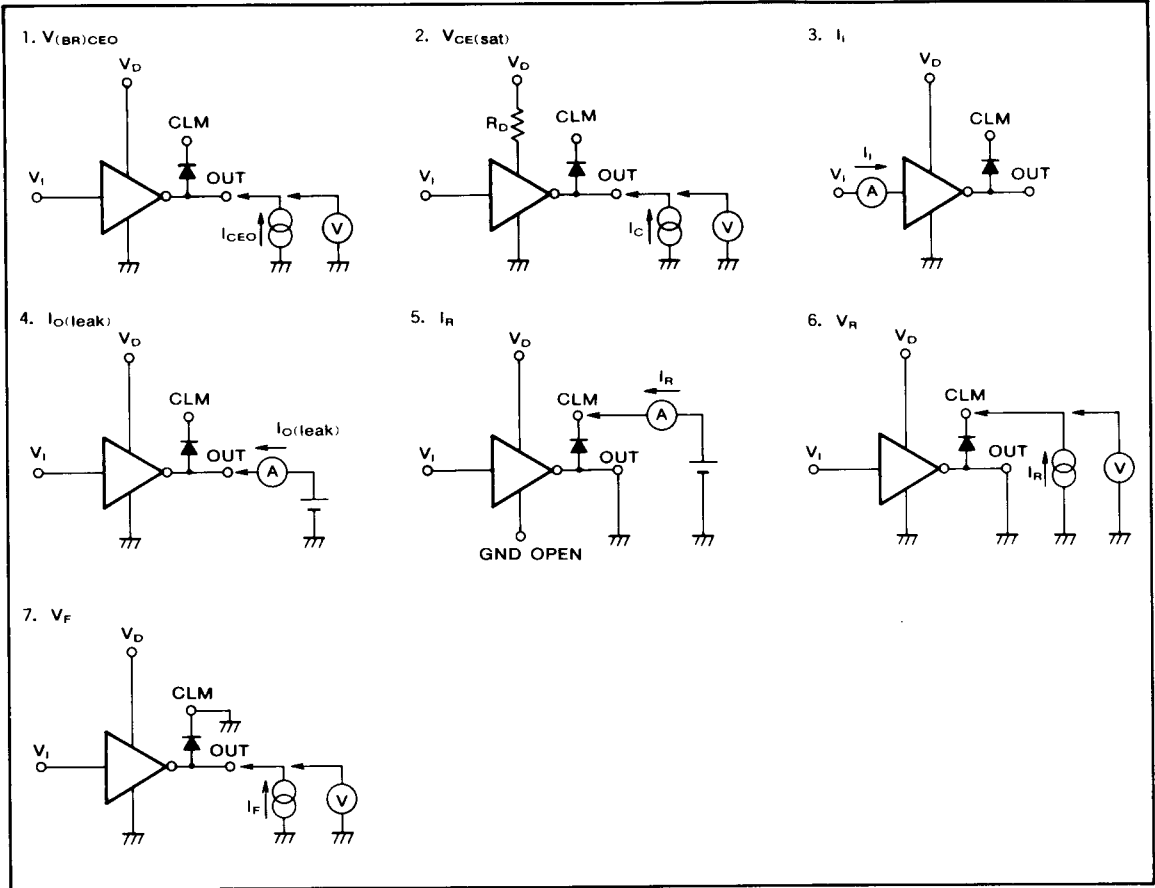 1. V(BR)CEO
2. VCE(sat)
3. II
VD
CLM
VI
OUT
ICEO
V
VD
RD
CLM
VI
OUT
IC
V
VD
CLM
II
VI
A
OUT
4. IO(leak)
5. IR
6. VR
VD
CLM
IO(leak)
VI
OUT
A
VD
IR
CLM
A
VI
OUT
GND OPEN
VD
CLM
VI
OUT
IR
V
7. VF
VD
CLM
VI
OUT
IF
V